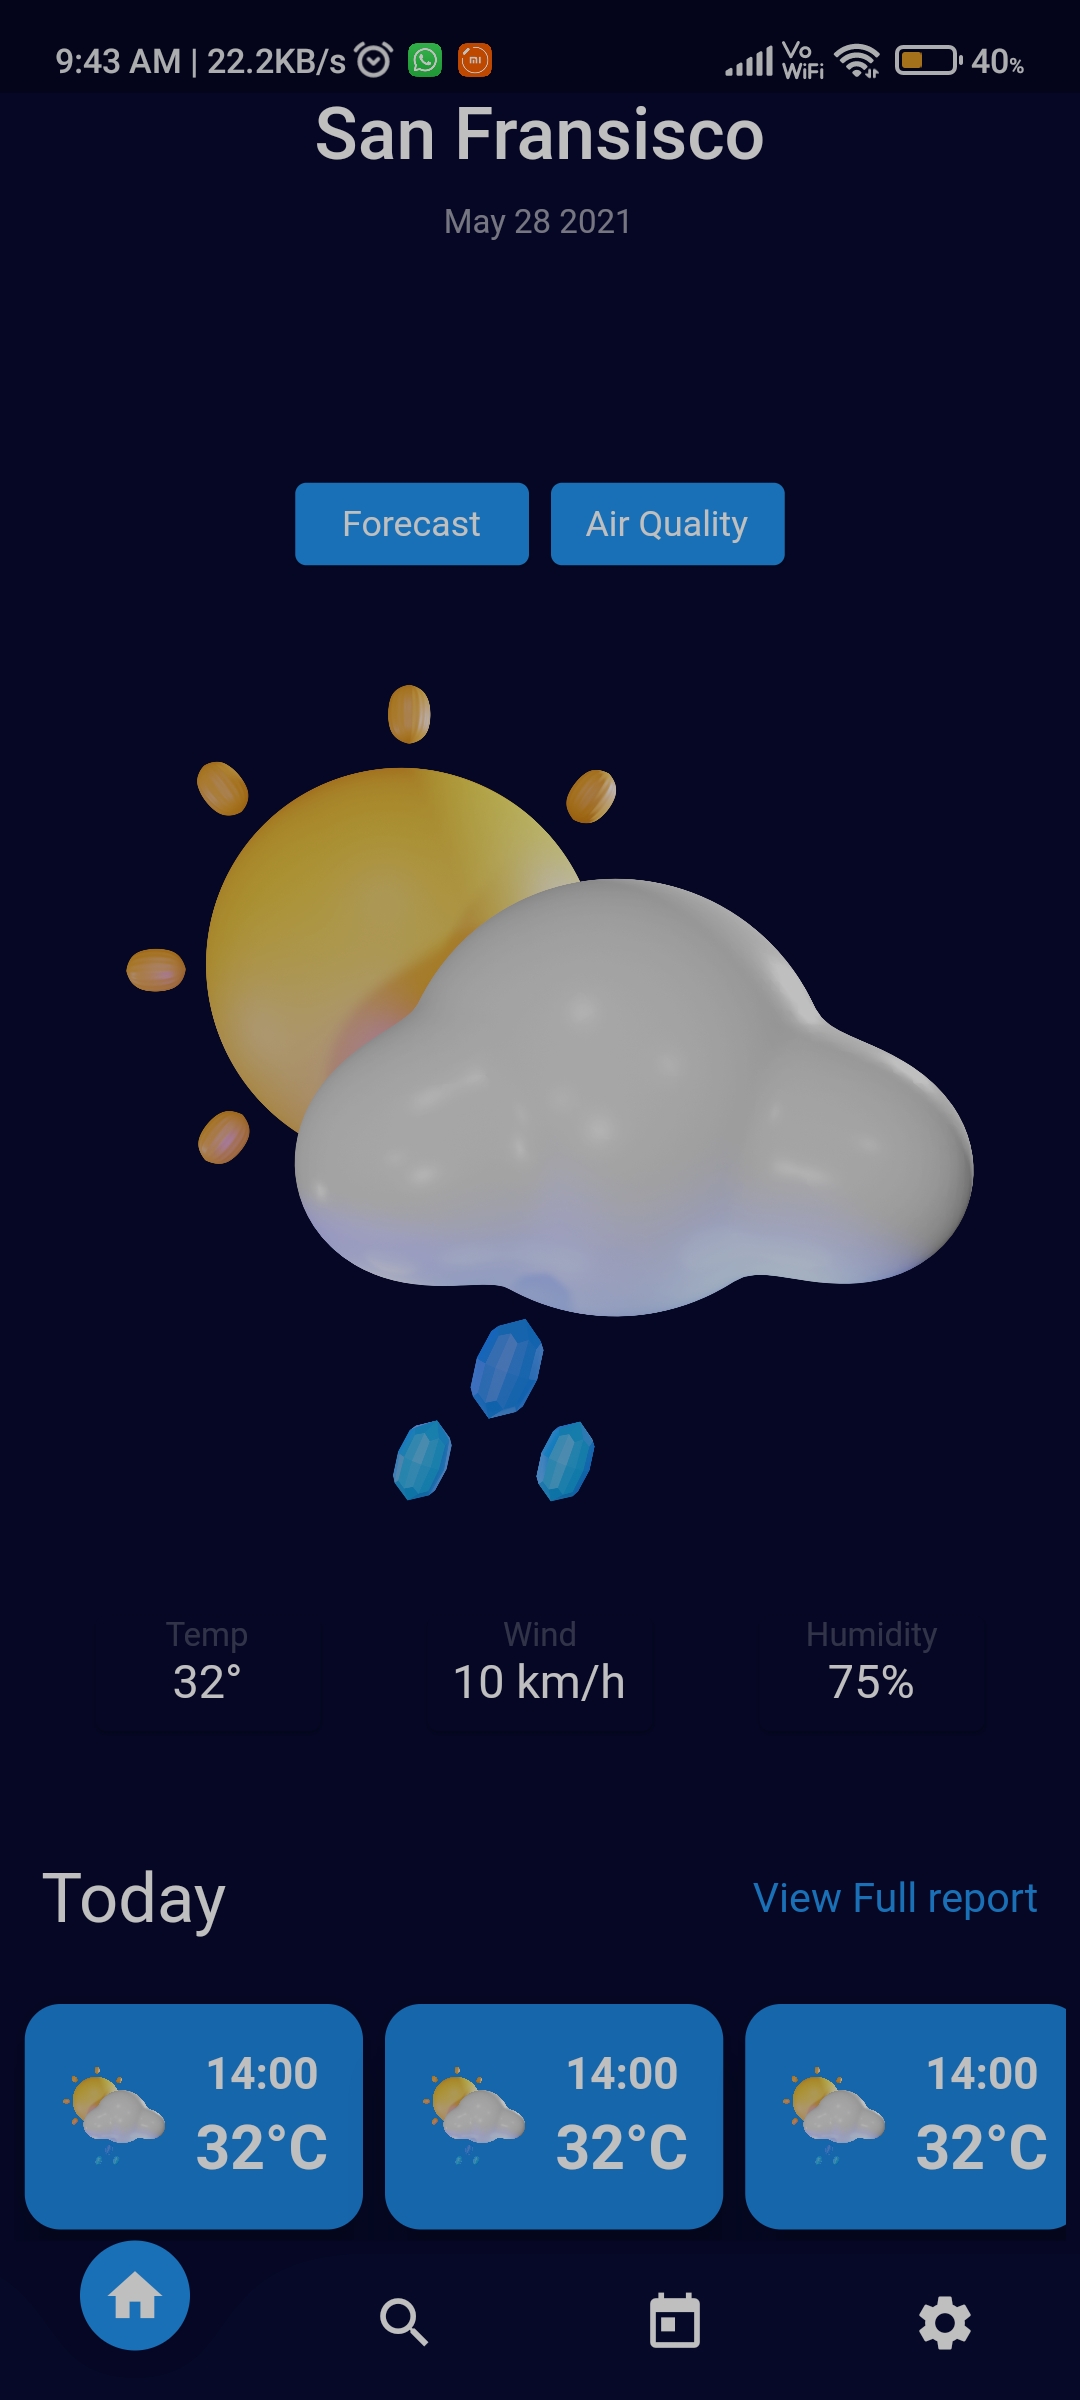 9:43 AM | 22.2KB/s Vo WiFi 40%
San Fransisco
May 28 2021
Forecast Air Quality
Temp Wind Humidity
32° 10 km/h 75%
Today View Full report
14:00 14:00 14:00
32°C 32°C 32°C